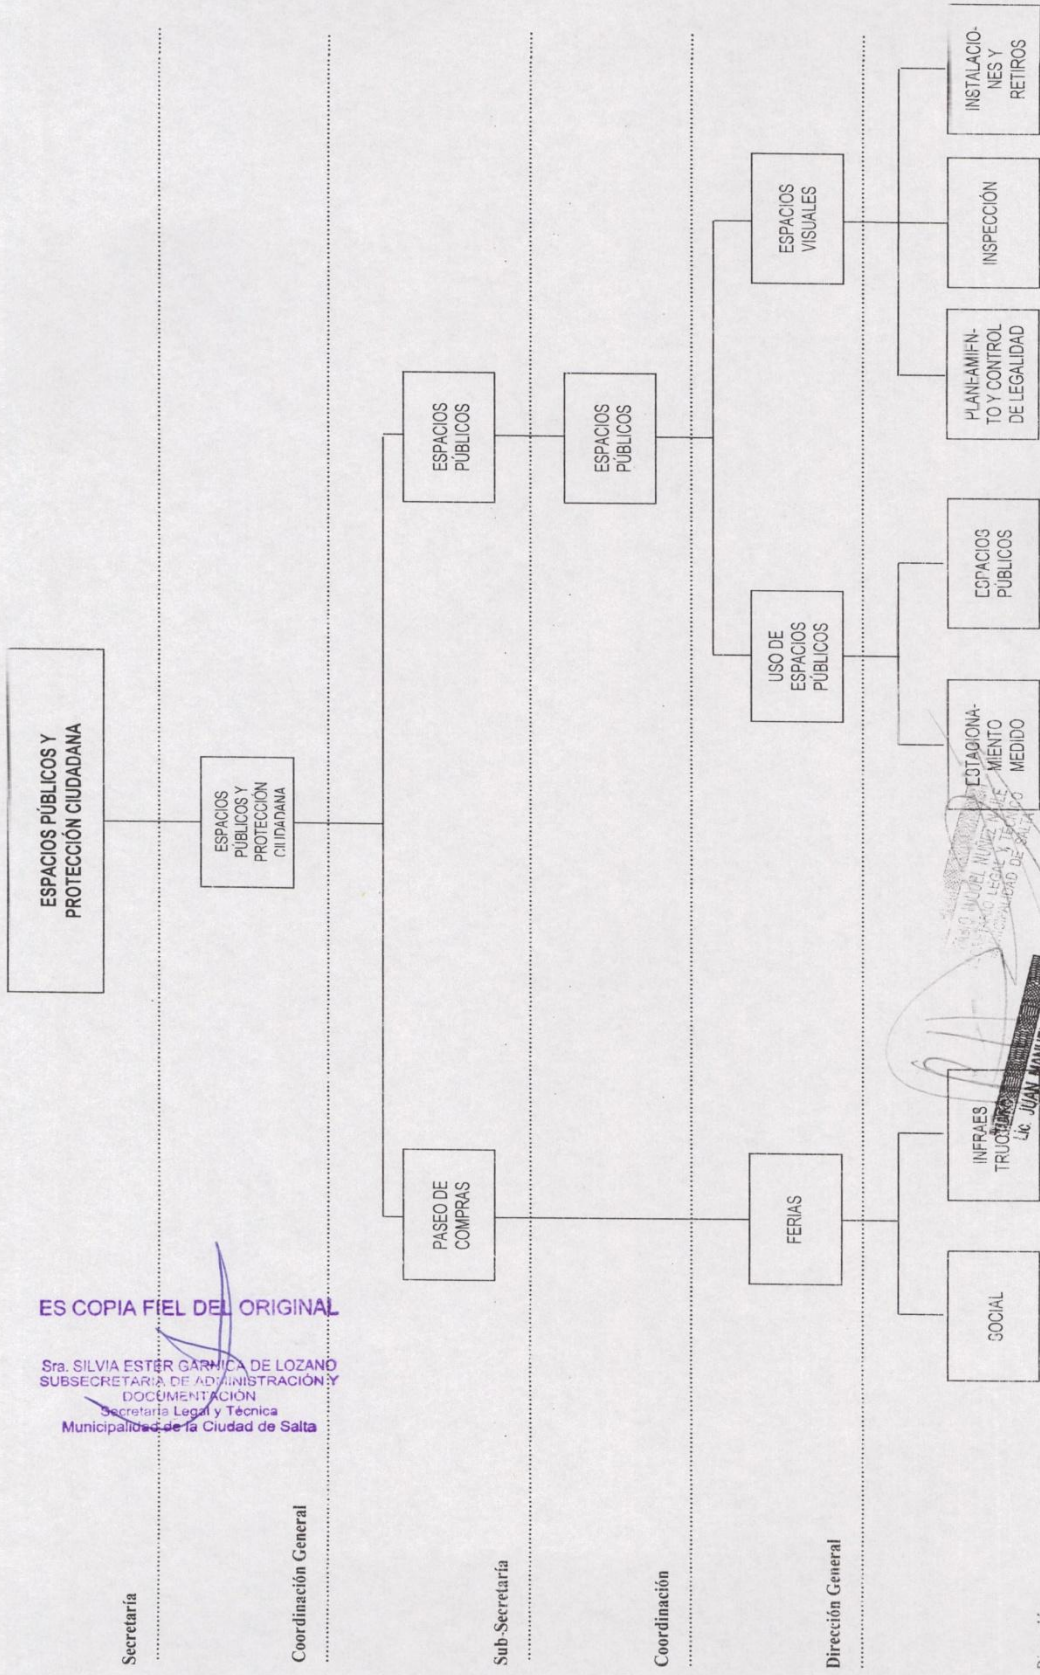 Secretaría
ESPACIOS PÚBLICOS Y
PROTECCIÓN CIUDADANA
Coordinación General
ESPACIOS
PÚBLICOS Y
PROTECCIÓN
CIUDADANA
Sub-Secretaría
PASEO DE
COMPRAS
ESPACIOS
PÚBLICOS
Coordinación
ESPACIOS
PÚBLICOS
Dirección General
FERIAS
USO DE
ESPACIOS
PÚBLICOS
ESPACIOS
VISUALES
SOCIAL
INFRAES
ESTACIONA-
MIENTO
MEDIDO
ESPACIOS
PÚBLICOS
PLANEAMIEN-
TO Y CONTROL
DE LEGALIDAD
INSPECCIÓN
INSTALACIO-
NES Y
RETIROS
Lic. JUAN
ES COPIA FIEL DEL ORIGINAL
Sra. SILVIA ESTER GARNICA DE LOZANO
SUBSECRETARIA DE ADMINISTRACIÓN Y
DOCUMENTACIÓN
Secretaría Legal y Técnica
Municipalidad de la Ciudad de Salta